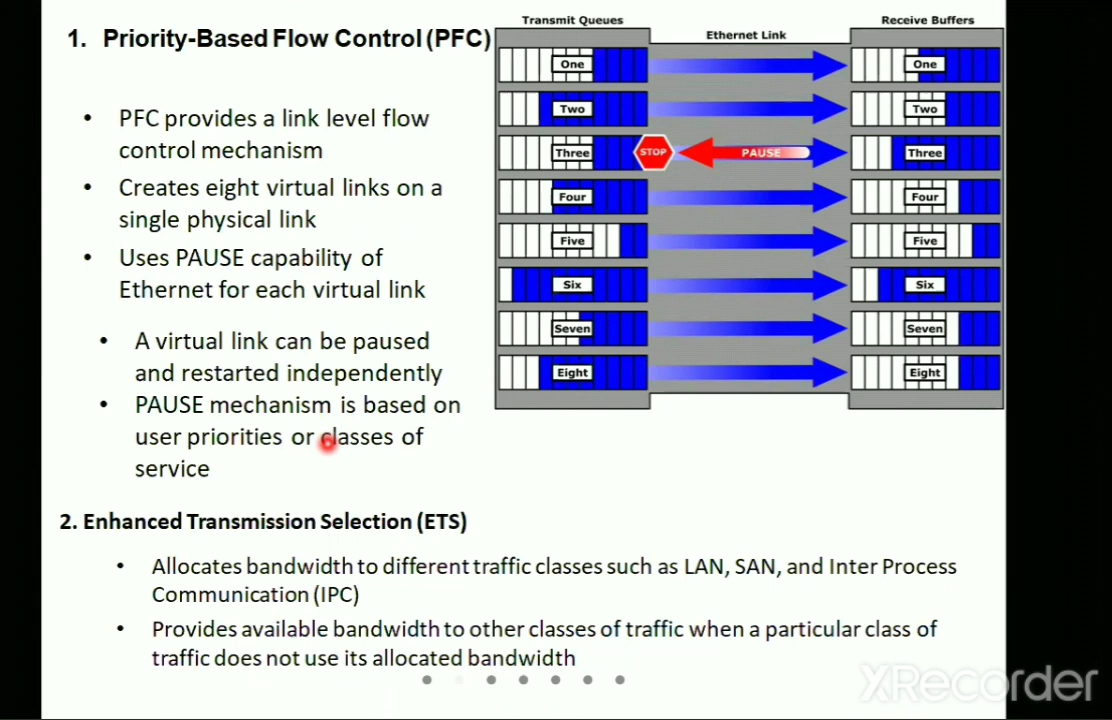 1. Priority-Based Flow Control (PFC)
• PFC provides a link level flow
control mechanism
• Creates eight virtual links on a
single physical link
• Uses PAUSE capability of
Ethernet for each virtual link
• A virtual link can be paused
and restarted independently
• PAUSE mechanism is based on
user priorities or classes of
service
Transmit Queues
Ethernet Link
Receive Buffers
One
One
Two
Two
Three
STOP
PAUSE
Three
Four
Four
Five
Five
Six
Six
Seven
Seven
Eight
Eight
2. Enhanced Transmission Selection (ETS)
• Allocates bandwidth to different traffic classes such as LAN, SAN, and Inter Process
Communication (IPC)
• Provides available bandwidth to other classes of traffic when a particular class of
traffic does not use its allocated bandwidth
XRecorder